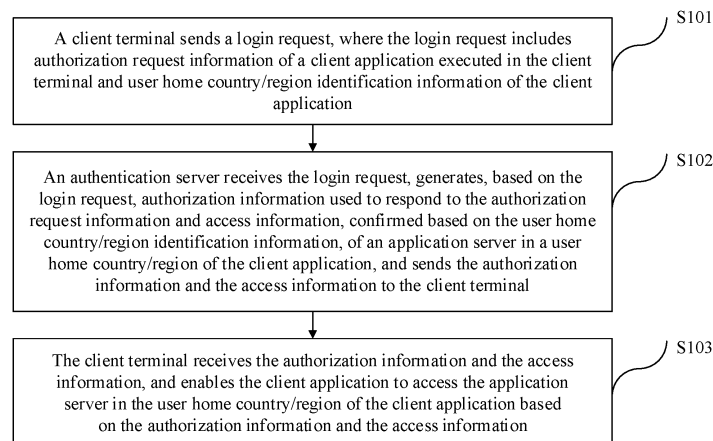 S101
A client terminal sends a login request, where the login request includes
authorization request information of a client application executed in the client
terminal and user home country/region identification information of the client
application
S102
An authentication server receives the login request, generates, based on the
login request, authorization information used to respond to the authorization
request information and access information, confirmed based on the user home
country/region identification information, of an application server in a user
home country/region of the client application, and sends the authorization
information and the access information to the client terminal
S103
The client terminal receives the authorization information and the access
information, and enables the client application to access the application
server in the user home country/region of the client application based
on the authorization information and the access information